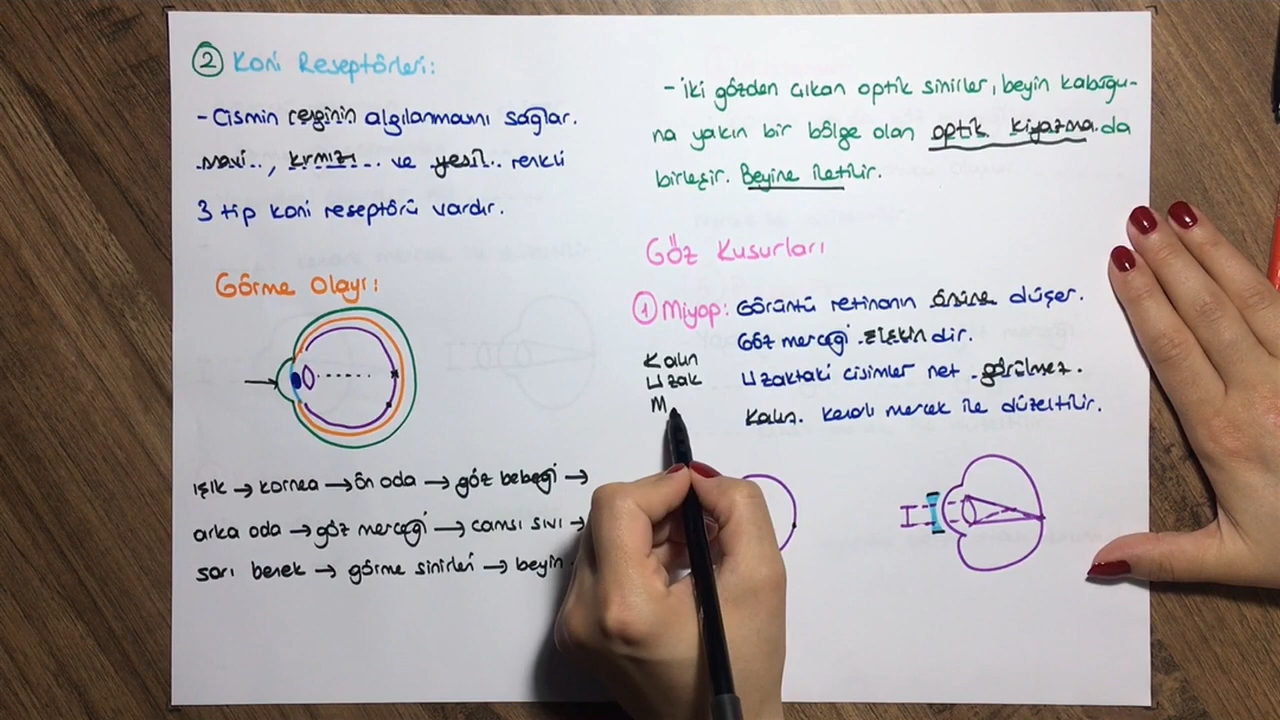 2 Koni Reseptörleri:
- Cismin renginin algılanmasını sağlar.
mavi.., kırmızı... ve yeşil.. renkli
3 tip koni reseptörü vardır.
Görme Olayı:
ışık → kornea → ön oda → göz bebeği →
arka oda → göz merceği → camsı sıvı →
sarı benek → görme sinirleri → beyin.
- İki gözden çıkan optik sinirler, beyin kabuğu-
na yakın bir bölge olan optik kiyazma.da
birleşir. Beyine iletilir.
Göz Kusurları
1 Miyop: Görüntü retinanın önüne düşer.
Göz merceği .şişkindir.
Uzaktaki cisimler net .görülmez.
Kalın. kenarlı mercek ile düzeltilir.
Kalın
Uzak
M